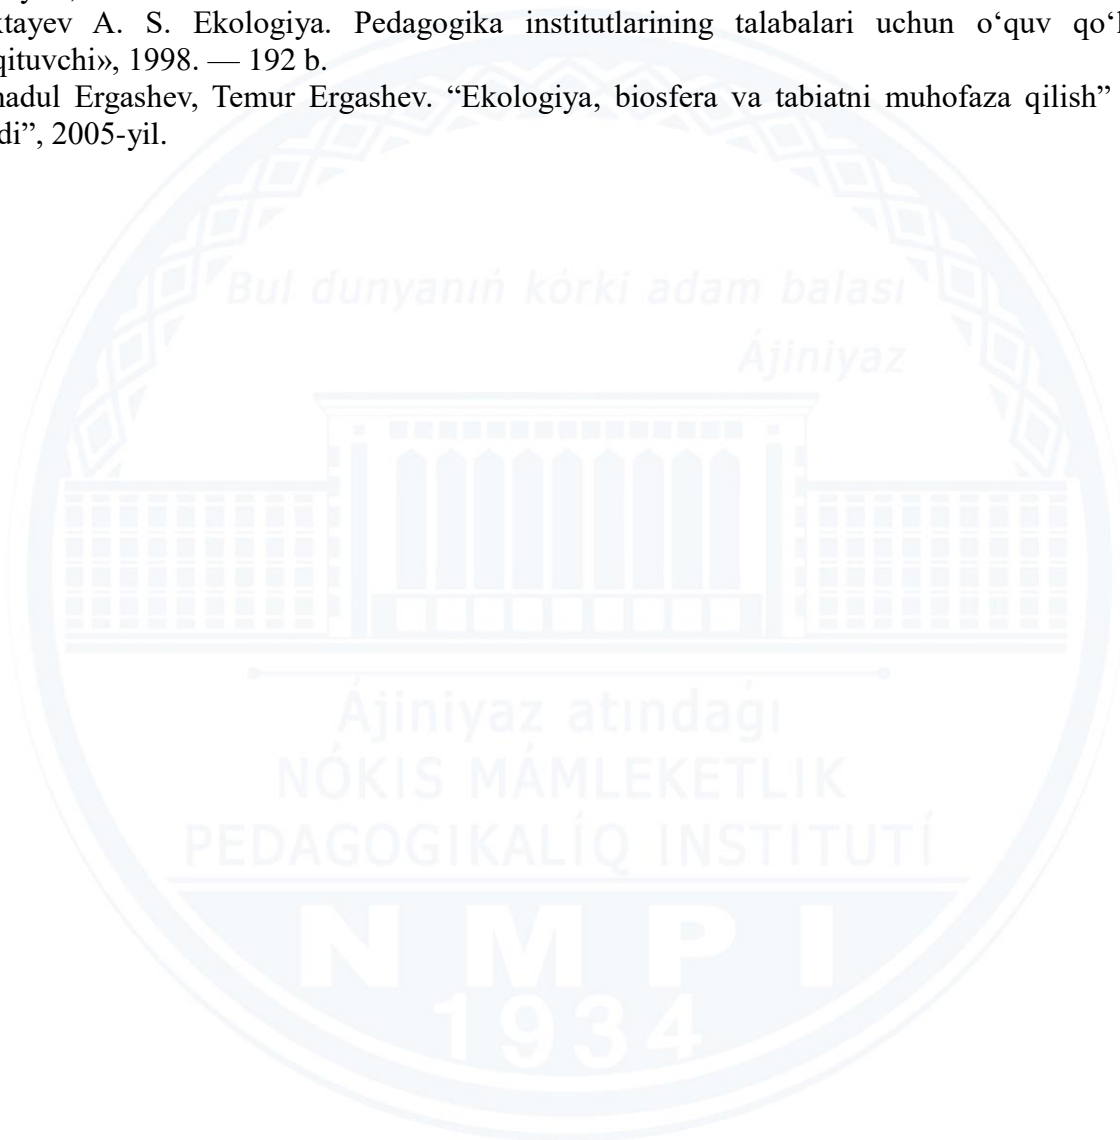 ktayev A. S. Ekologiya. Pedagogika institutlarining talabalari uchun o‘quv qo‘l
qituvchi», 1998. — 192 b.
nadul Ergashev, Temur Ergashev. “Ekologiya, biosfera va tabiatni muhofaza qilish”
di”, 2005-yil.
Bul dunyanıń kórki adam balası
Ájiniyaz
Ájiniyaz atındaǵı
NÓKIS MÁMLEKETLIK
PEDAGOGIKALÍQ INSTITUTÍ
NMPI
1934